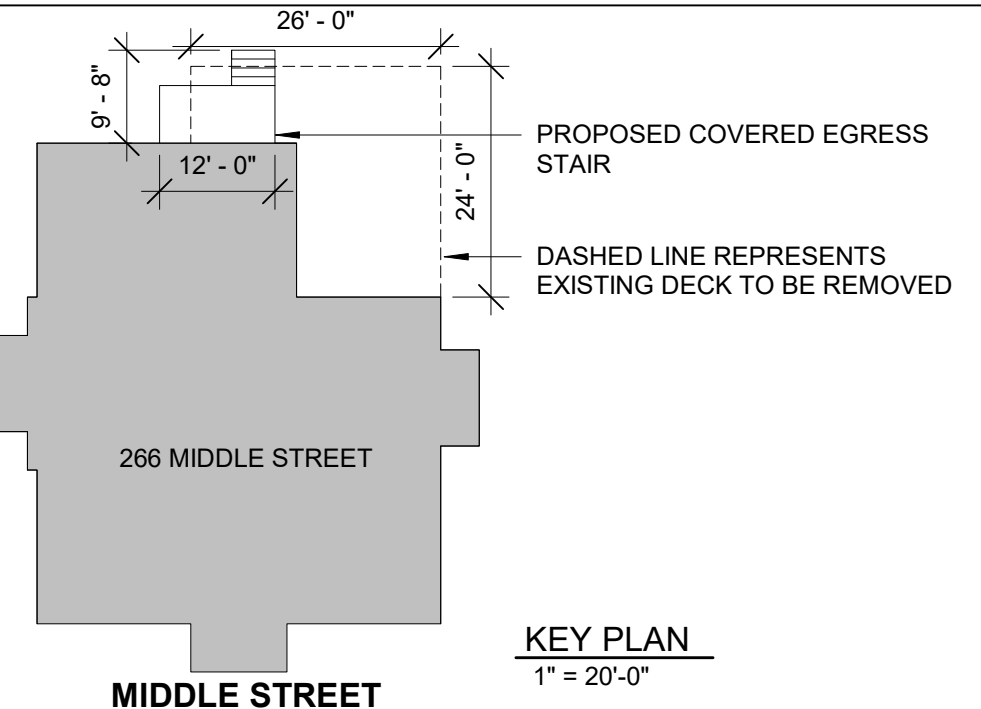 26' - 0"
9' - 8"
PROPOSED COVERED EGRESS
STAIR
12' - 0"
24' - 0"
DASHED LINE REPRESENTS
EXISTING DECK TO BE REMOVED
266 MIDDLE STREET
KEY PLAN
1" = 20'-0"
MIDDLE STREET